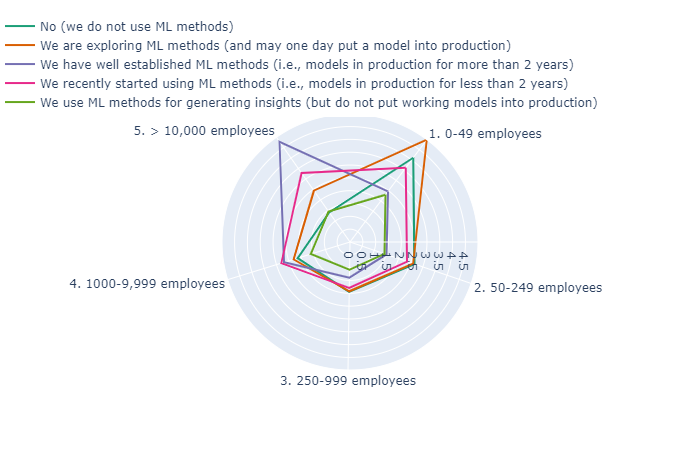 No (we do not use ML methods)
We are exploring ML methods (and may one day put a model into production)
We have well established ML methods (i.e., models in production for more than 2 years)
We recently started using ML methods (i.e., models in production for less than 2 years)
We use ML methods for generating insights (but do not put working models into production)
5. > 10,000 employees
1. 0-49 employees
0
0.5
1
1.5
2
2.5
3
3.5
4
4.5
4. 1000-9,999 employees
2. 50-249 employees
3. 250-999 employees